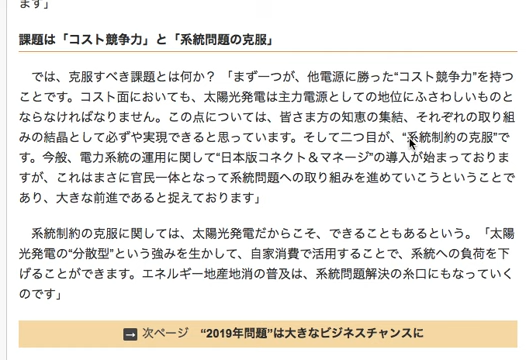 ます」
課題は「コスト競争力」と「系統問題の克服」
では、克服すべき課題とは何か？ 「まず一つが、他電源に勝った“コスト競争力”を持つ
ことです。コスト面においても、太陽光発電は主力電源としての地位にふさわしいものと
ならなければなりません。この点については、皆さま方の知恵の集結、それぞれの取り組
みの結晶として必ずや実現できると思っています。そして二つ目が、“系統制約の克服”で
す。今般、電力系統の運用に関して“日本版コネクト＆マネージ”の導入が始まっておりま
すが、これはまさに官民一体となって系統問題への取り組みを進めていこうということで
あり、大きな前進であると捉えております」
系統制約の克服に関しては、太陽光発電だからこそ、できることもあるという。「太陽
光発電の“分散型”という強みを生かして、自家消費で活用することで、系統への負荷を下
げることができます。エネルギー地産地消の普及は、系統問題解決の糸口にもなっていく
のです」
次ページ “2019年問題”は大きなビジネスチャンスに